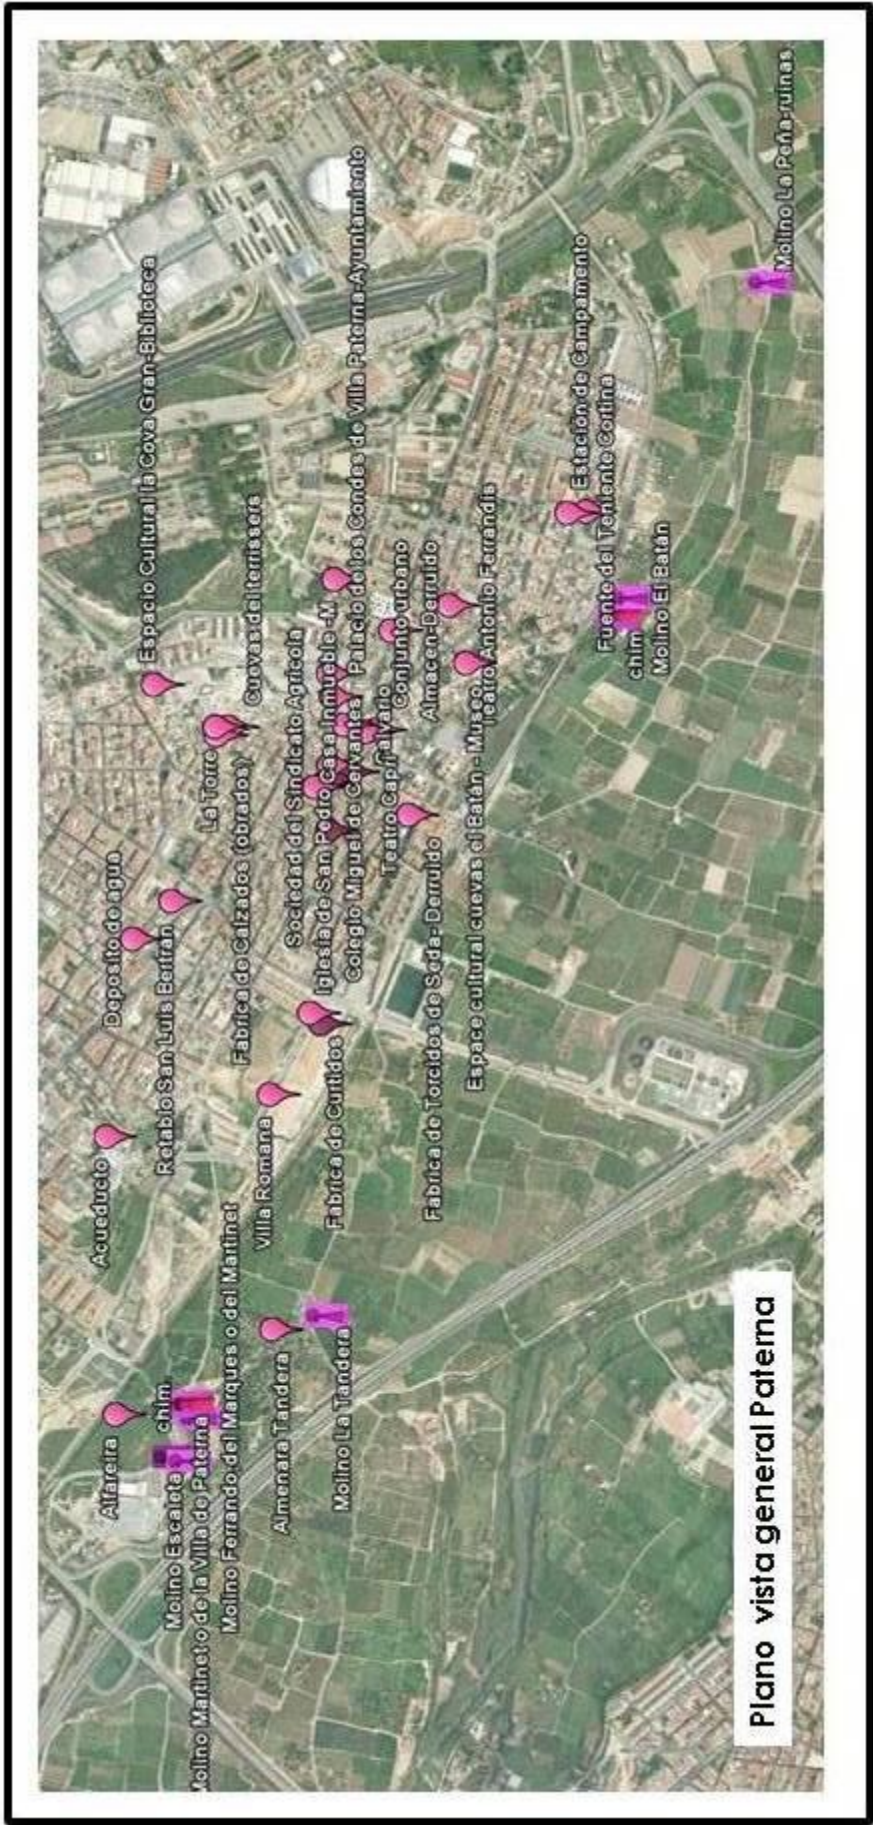 Molino La Peña-ruinas
Espacio Cultural la Cova Gran-Biblioteca
Palacio de los Condes de Villa Paterna-Ayuntamiento
Estación de Campamento
Fuente del Teniente Cortina
chim
Molino El Batán
Cuevas del terrissers
Conjunto urbano
Almacen-Derruido
Teatro Antonio Ferrandis
La Torre
Sociedad del Sindicato Agricola
Iglesia de San Pedro Casa Inmueble -M
Colegio Miguel de Cervantes
Calvario
Teatro Capri
Fabrica de Calzados (obrados)
Espace cultural cuevas el Batán - Museo
Fabrica de Torcidos de Seda- Derruido
Deposito de agua
Retablo San Luis Bertran
Acueducto
Villa Romana
Fabrica de Curtidos
Alfareira
chim.
Molino Escaleta
Molino Martineto de la Villa de Paterna
Molino Ferrando del Marques o del Martinet
Almenara Tandera
Molino La Tandera
Plano vista general Paterna